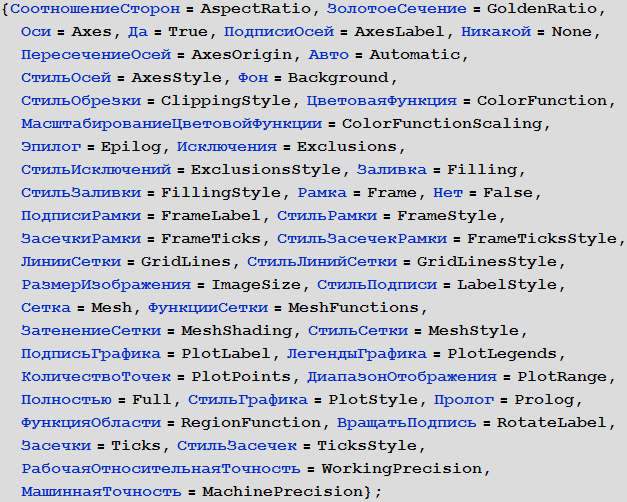 {СоотношениеСторон = AspectRatio, ЗолотоеСечение = GoldenRatio,
Оси = Axes, Да = True, ПодписиОсей = AxesLabel, Никакой = None,
ПересечениеОсей = AxesOrigin, Авто = Automatic,
СтильОсей = AxesStyle, Фон = Background,
СтильОбрезки = ClippingStyle, ЦветоваяФункция = ColorFunction,
МасштабированиеЦветовойФункции = ColorFunctionScaling,
Эпилог = Epilog, Исключения = Exclusions,
СтильИсключений = ExclusionsStyle, Заливка = Filling,
СтильЗаливки = FillingStyle, Рамка = Frame, Нет = False,
ПодписиРамки = FrameLabel, СтильРамки = FrameStyle,
ЗасечкиРамки = FrameTicks, СтильЗасечекРамки = FrameTicksStyle,
ЛинииСетки = GridLines, СтильЛинийСетки = GridLinesStyle,
РазмерИзображения = ImageSize, СтильПодписи = LabelStyle,
Сетка = Mesh, ФункцииСетки = MeshFunctions,
ЗатенениеСетки = MeshShading, СтильСетки = MeshStyle,
ПодписьГрафика = PlotLabel, ЛегендыГрафика = PlotLegends,
КоличествоТочек = PlotPoints, ДиапазонОтображения = PlotRange,
Полностью = Full, СтильГрафика = PlotStyle, Пролог = Prolog,
ФункцияОбласти = RegionFunction, ВращатьПодпись = RotateLabel,
Засечки = Ticks, СтильЗасечек = TicksStyle,
РабочаяОтносительнаяТочность = WorkingPrecision,
МашиннаяТочность = MachinePrecision};